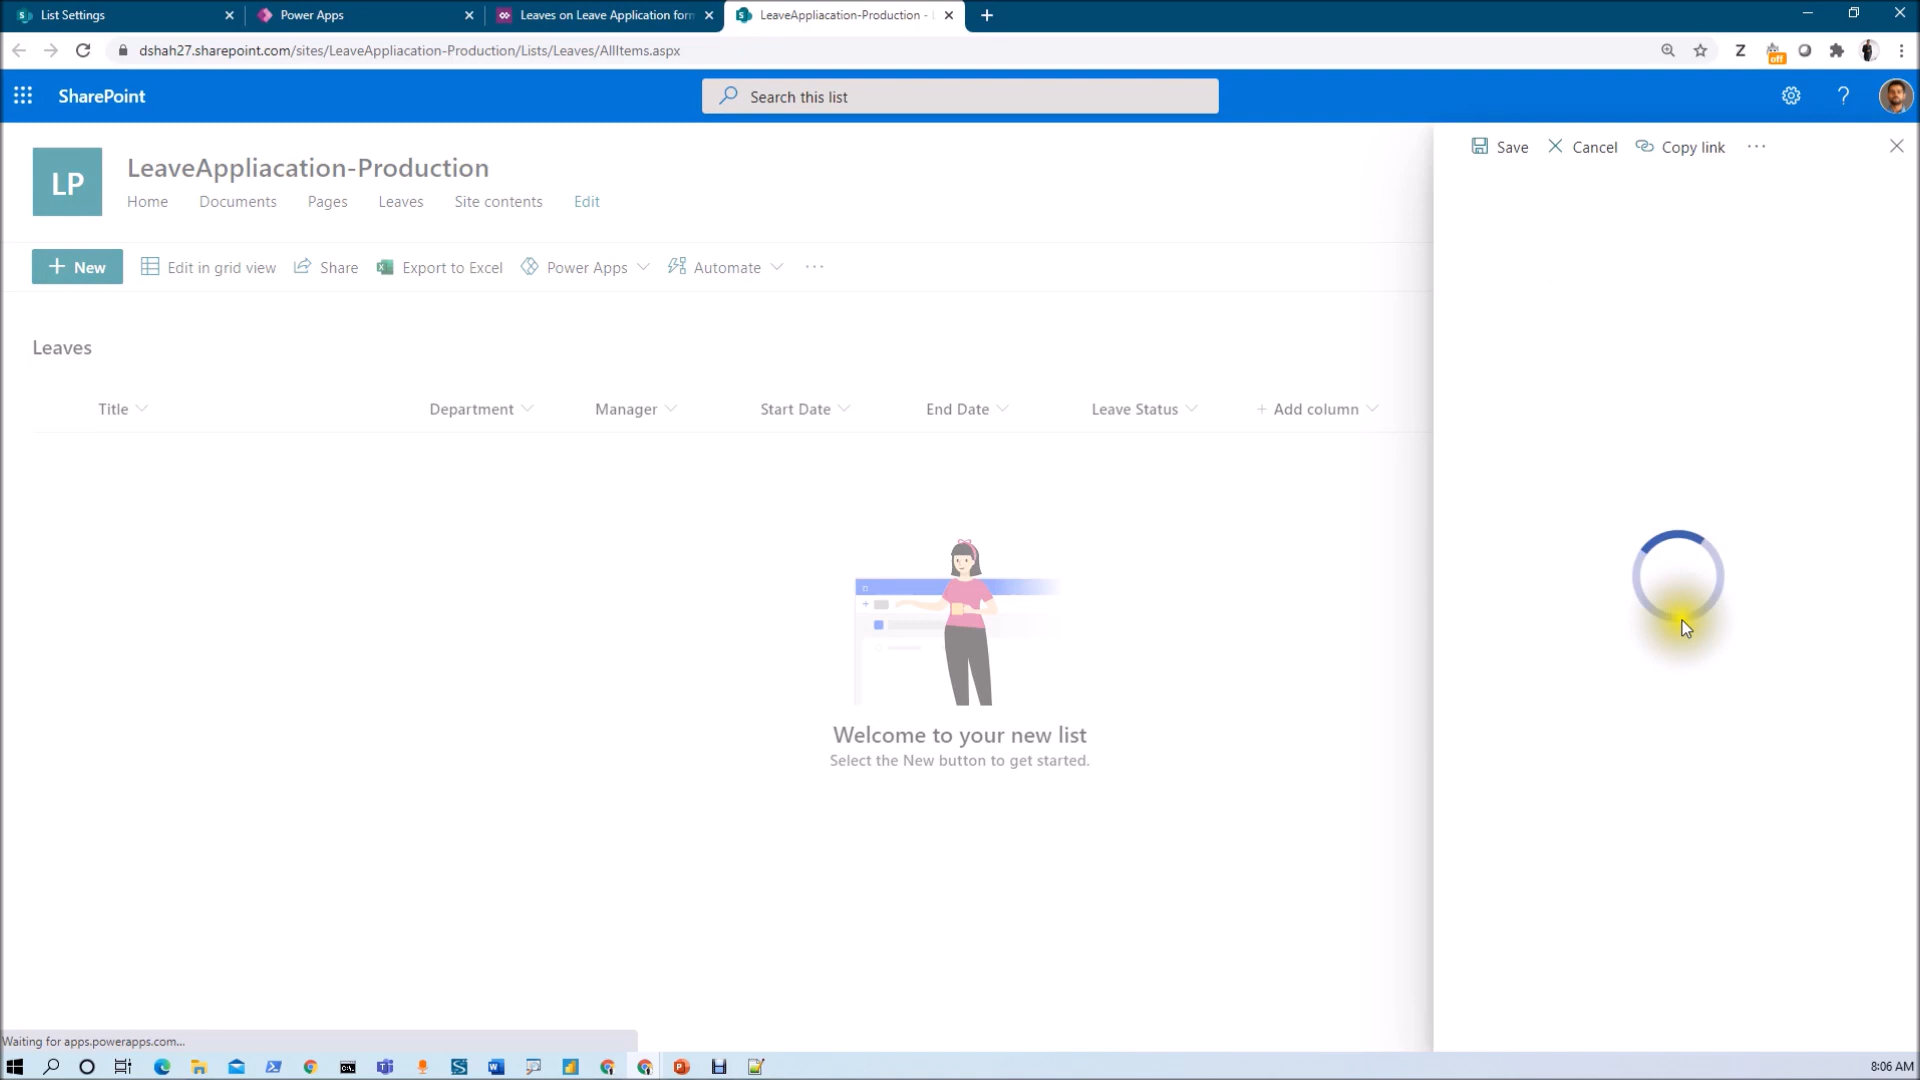 List Settings
Power Apps
Leaves on Leave Application form
LeaveAppliacation-Production -
dshah27.sharepoint.com/sites/LeaveAppliacation-Production/Lists/Leaves/AllItems.aspx
Z
off
SharePoint
Search this list
?
LP
LeaveAppliacation-Production
Home Documents Pages Leaves Site contents Edit
Save Cancel Copy link ...
+ New Edit in grid view Share Export to Excel Power Apps Automate ...
Leaves
Title Department Manager Start Date End Date Leave Status + Add column
Welcome to your new list
Select the New button to get started.
Waiting for apps.powerapps.com...
8:06 AM